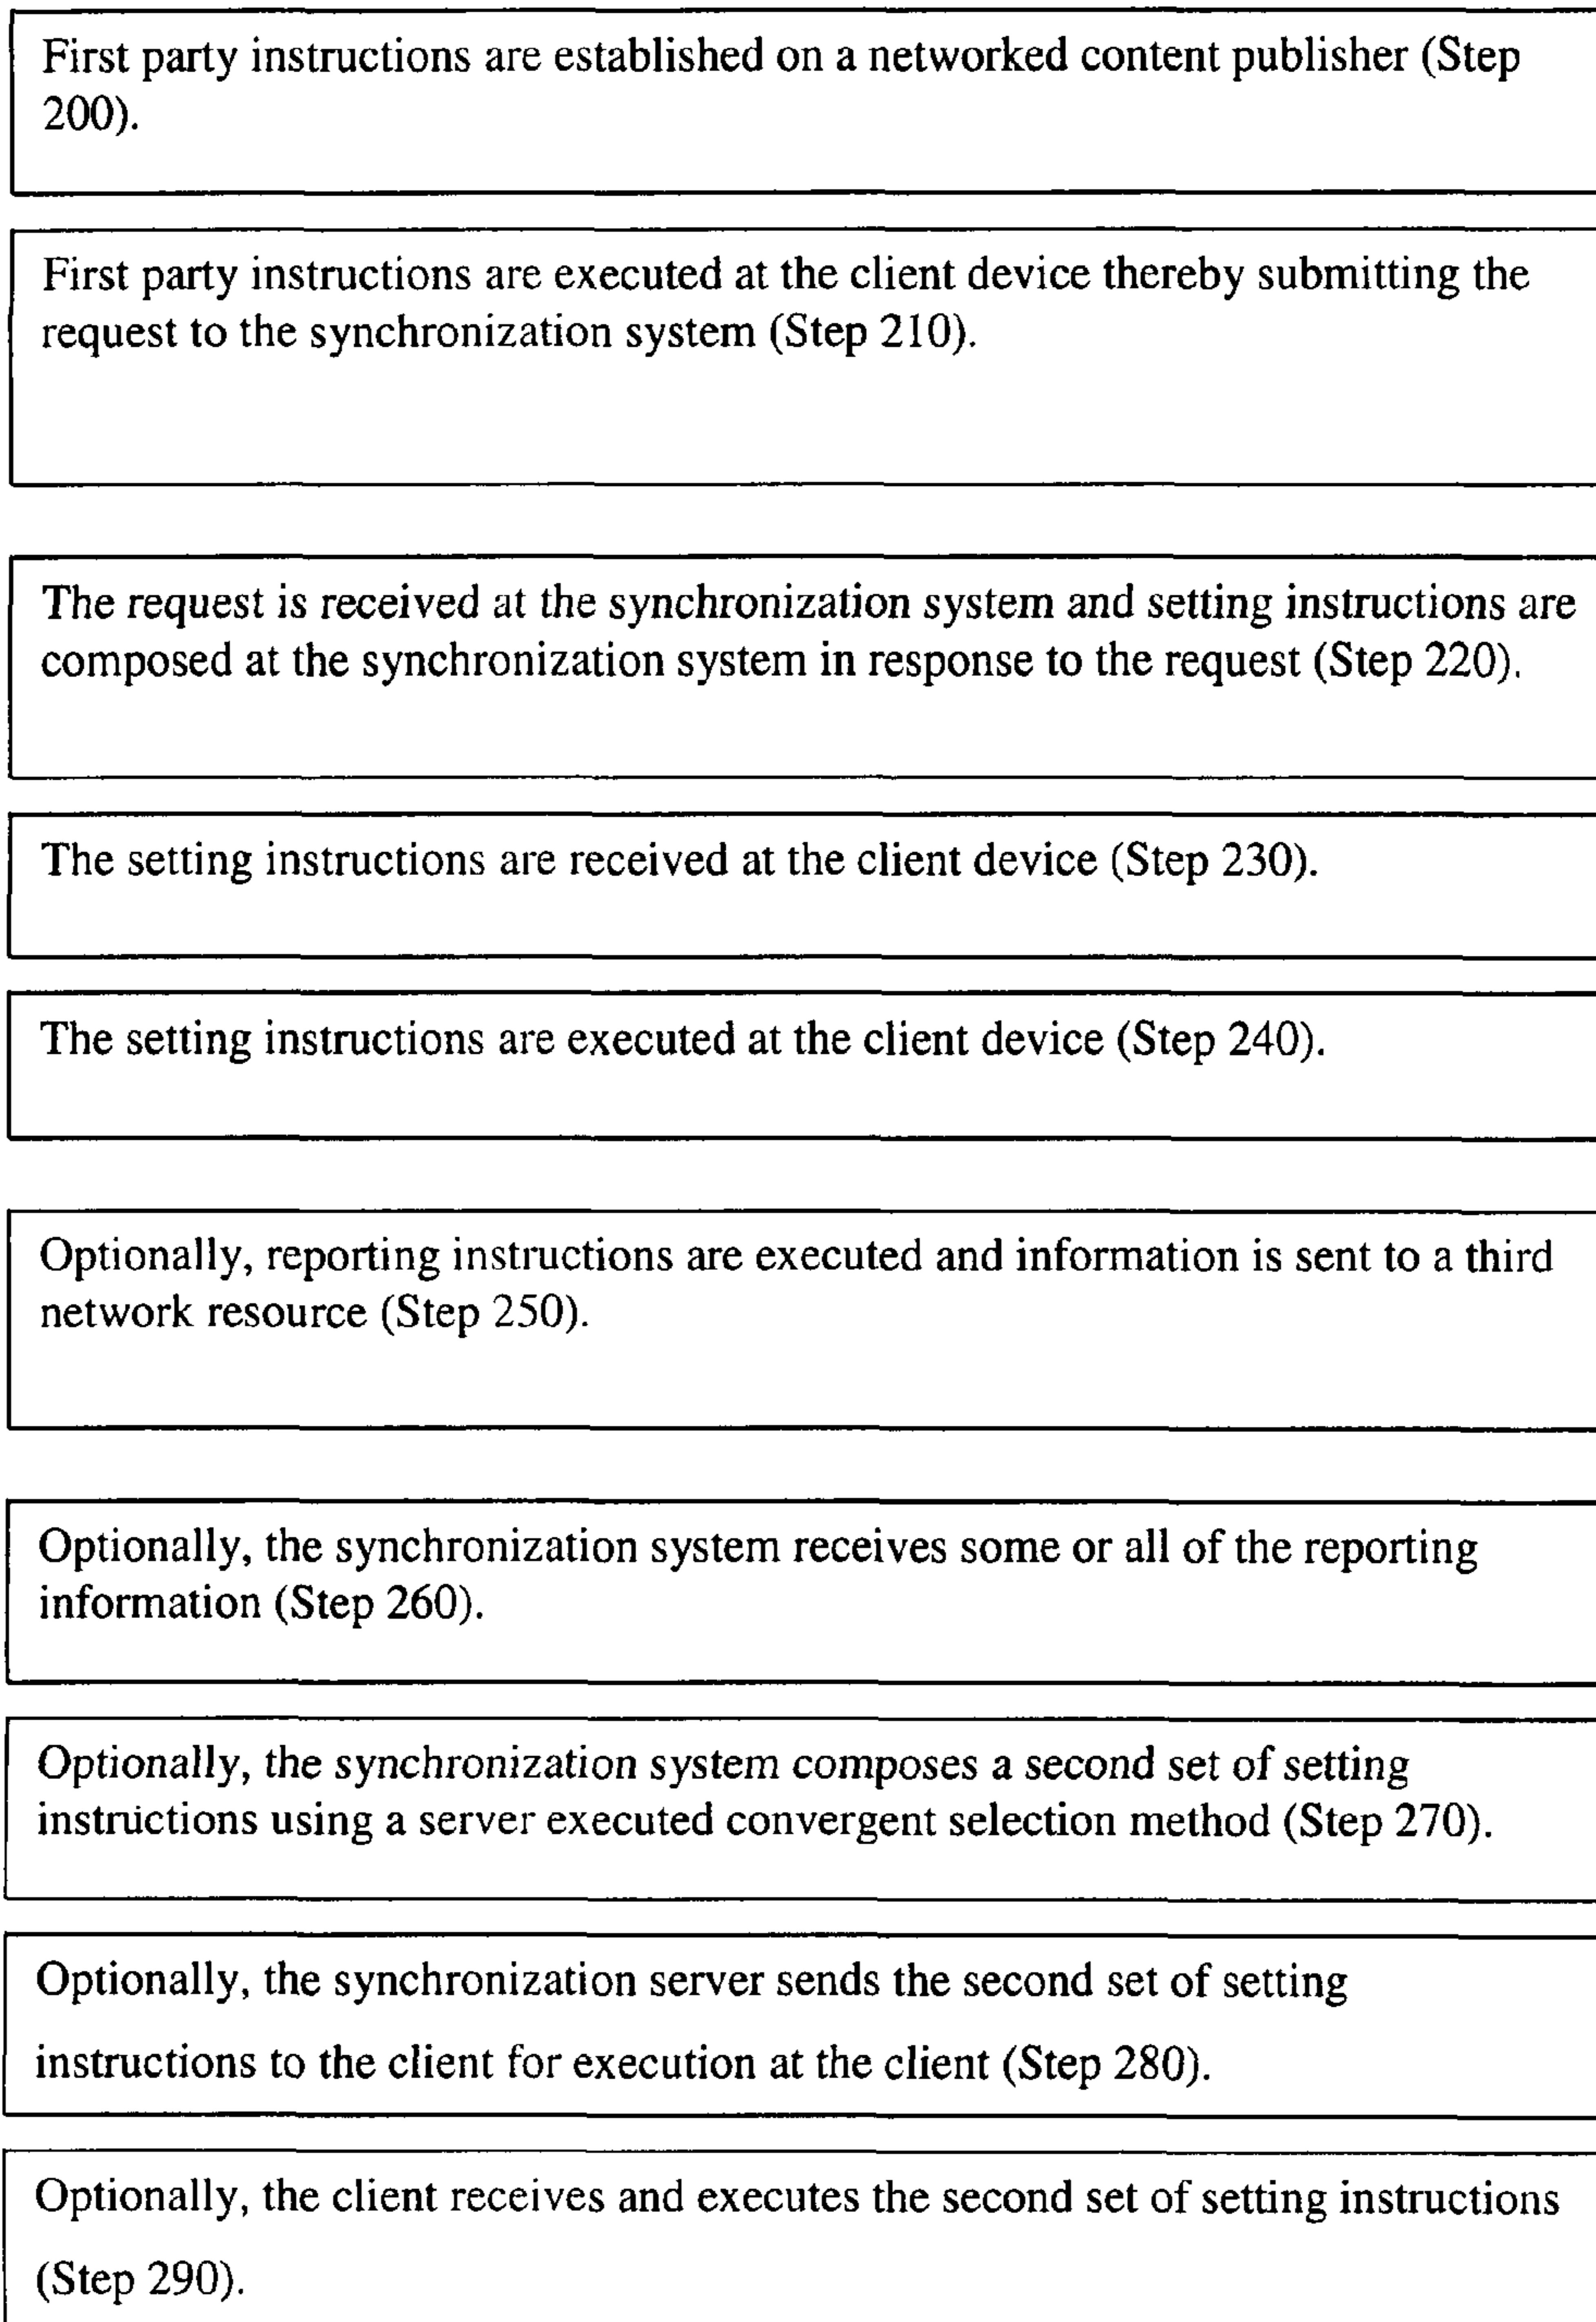 First party instructions are established on a networked content publisher (Step
200).
First party instructions are executed at the client device thereby submitting the
request to the synchronization system (Step 210).
The request is received at the synchronization system and setting instructions are
composed at the synchronization system in response to the request (Step 220).
The setting instructions are received at the client device (Step 230).
The setting instructions are executed at the client device (Step 240).
Optionally, reporting instructions are executed and information is sent to a third
network resource (Step 250).
Optionally, the synchronization system receives some or all of the reporting
information (Step 260).
Optionally, the synchronization system composes a second set of setting
instructions using a server executed convergent selection method (Step 270).
Optionally, the synchronization server sends the second set of setting
instructions to the client for execution at the client (Step 280).
Optionally, the client receives and executes the second set of setting instructions
(Step 290).